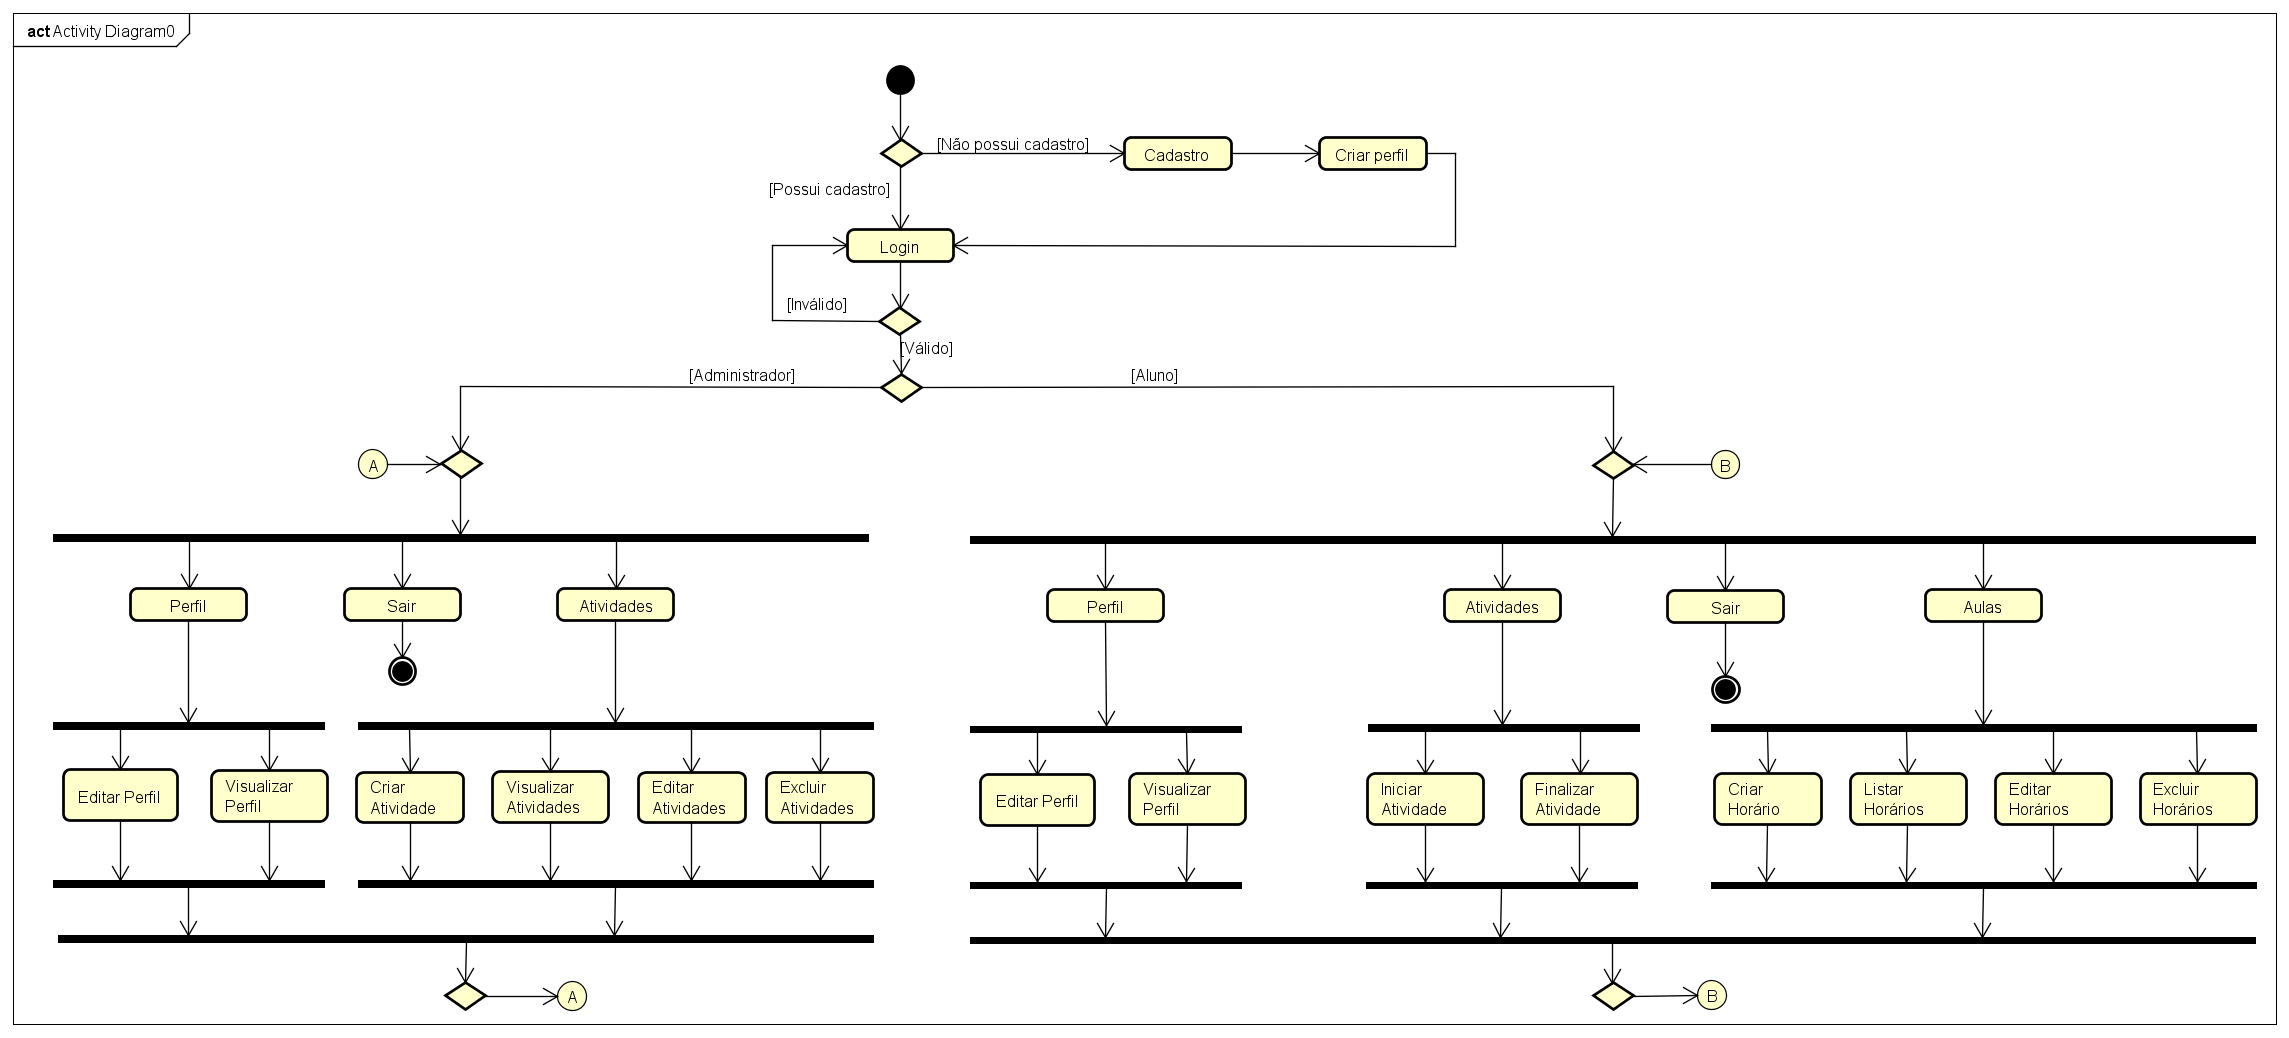 act Activity Diagram0
[Não possui cadastro]
Cadastro
Criar perfil
[Possui cadastro]
Login
[Inválido]
[Válido]
[Administrador]
[Aluno]
A
B
Perfil
Sair
Atividades
Perfil
Atividades
Sair
Aulas
Editar Perfil
Visualizar
Perfil
Criar
Atividade
Visualizar
Atividades
Editar
Atividades
Excluir
Atividades
Editar Perfil
Visualizar
Perfil
Iniciar
Atividade
Finalizar
Atividade
Criar
Horário
Listar
Horários
Editar
Horários
Excluir
Horários
A
B